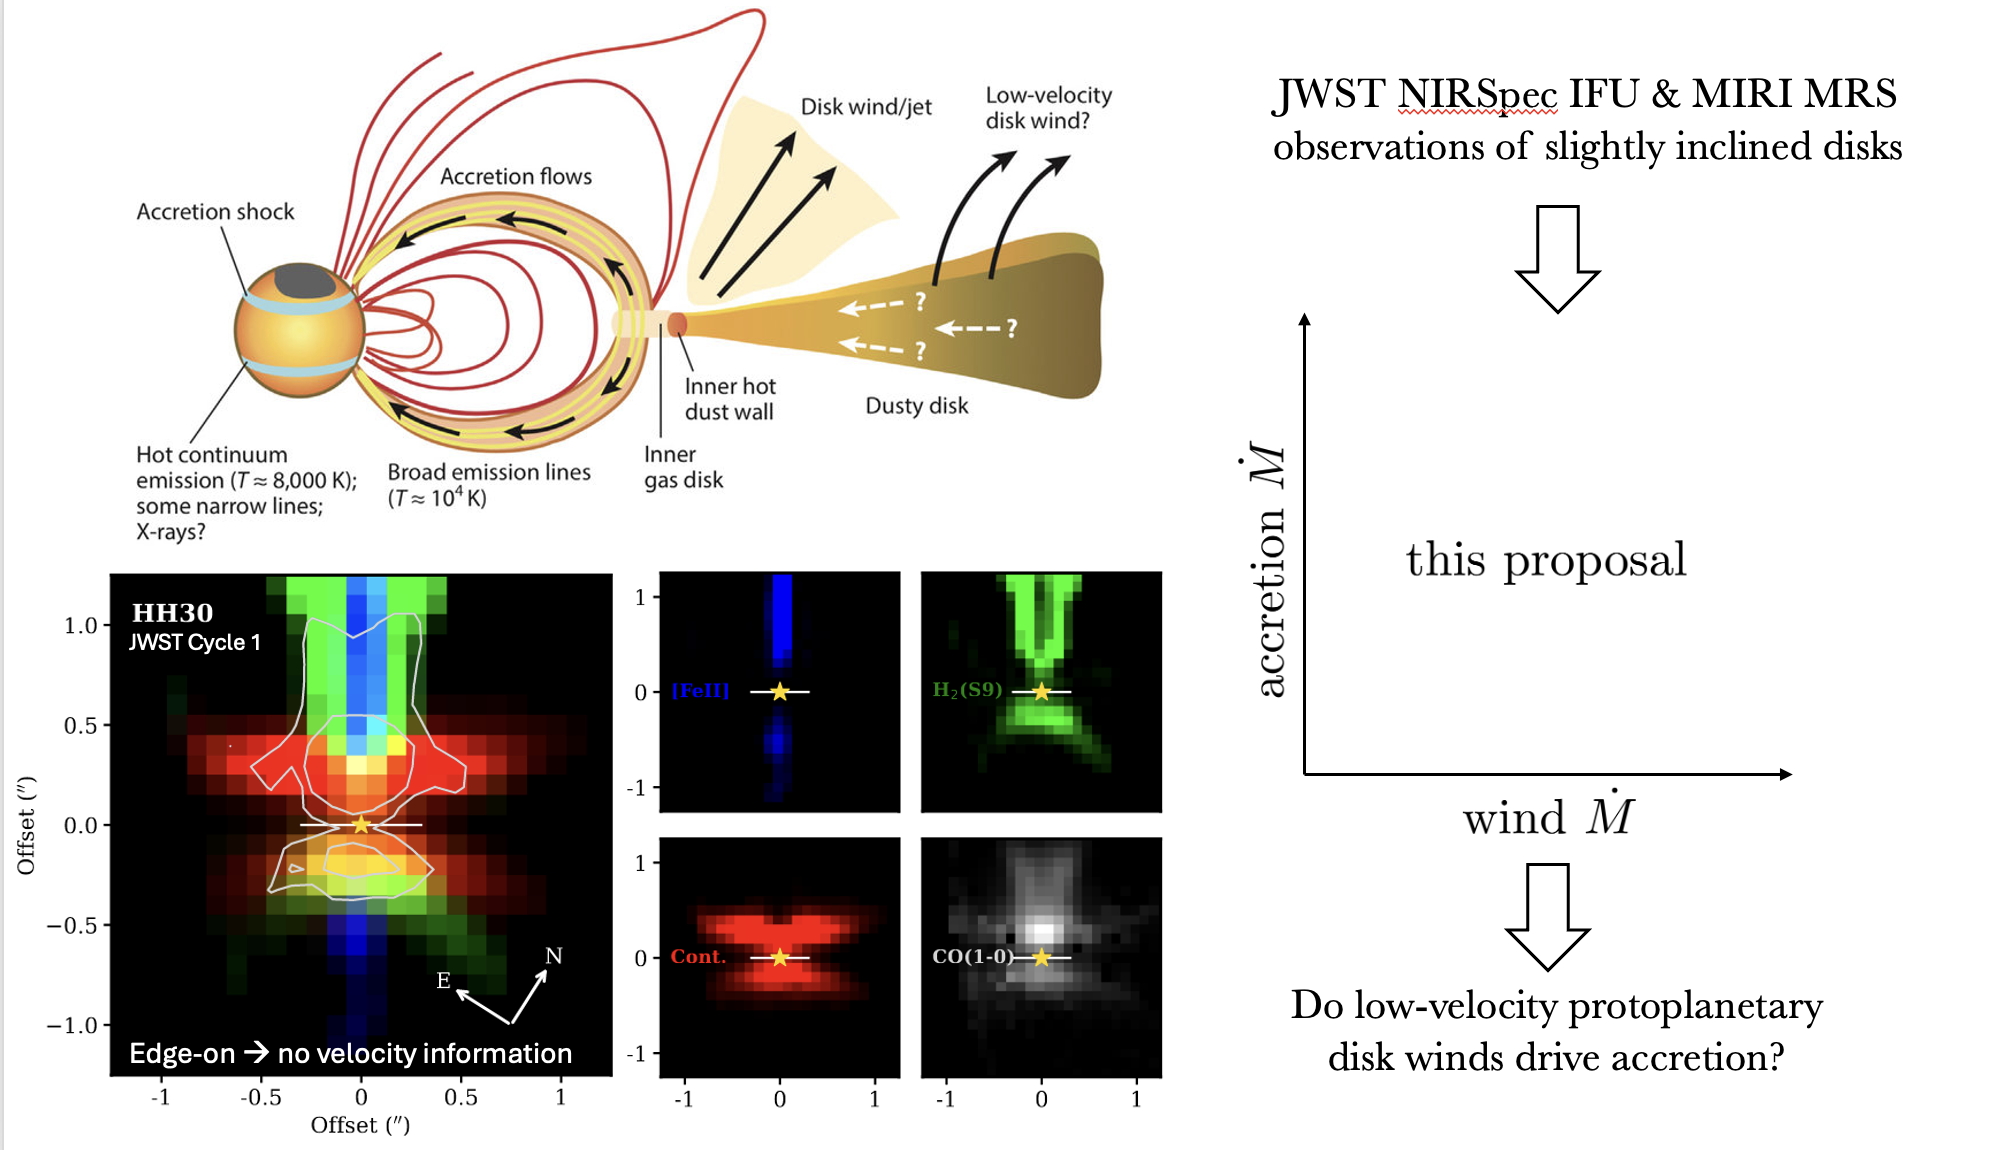 Disk wind/jet
Low-velocity
disk wind?
Accretion flows
Accretion shock
?
?
?
Inner hot
dust wall
Dusty disk
Inner
gas disk
Hot continuum
emission (T ≈ 8,000 K);
some narrow lines;
X-rays?
Broad emission lines
(T ≈ 10⁴ K)
HH30
JWST Cycle 1
1.0
0.5
0.0
−0.5
−1.0
Offset (″)
E
N
Edge-on → no velocity information
-1
-0.5
0
0.5
1
Offset (″)
1
0
-1
[FeII]
H₂(S9)
1
0
-1
Cont.
CO(1-0)
-1
0
1
-1
0
1
JWST NIRSpec IFU & MIRI MRS
observations of slightly inclined disks
accretion Ṁ
this proposal
wind Ṁ
Do low-velocity protoplanetary
disk winds drive accretion?